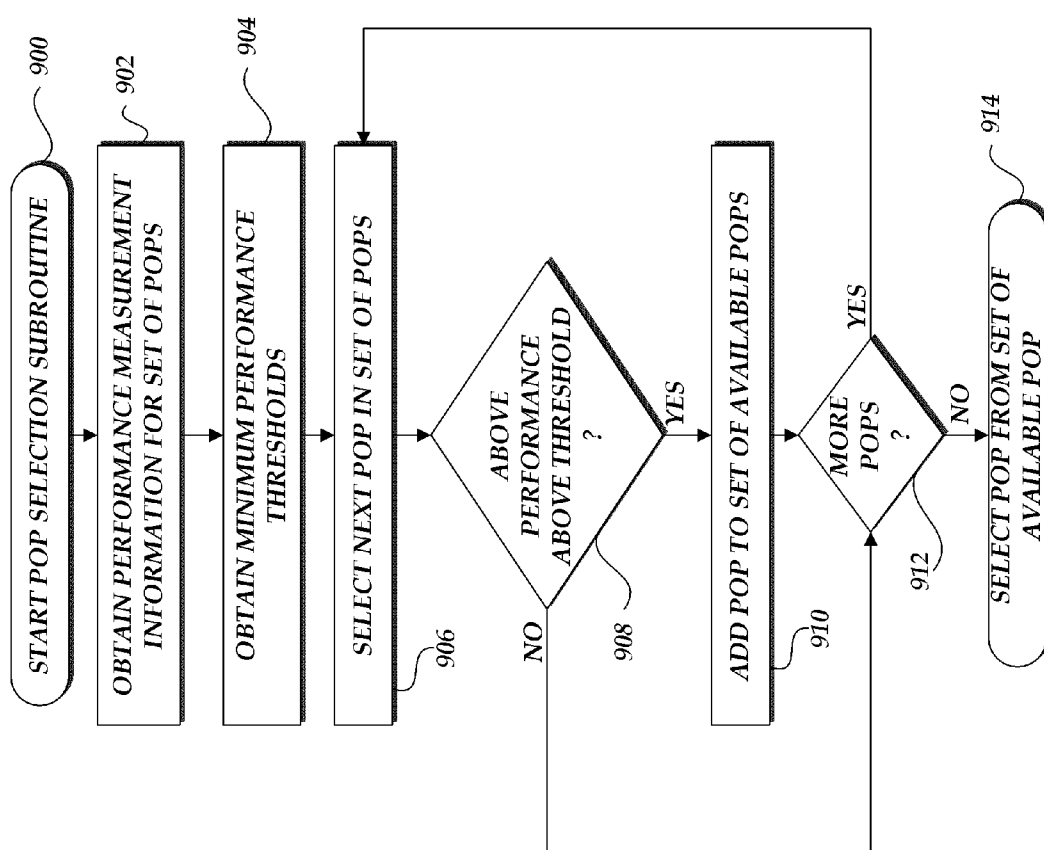 START POP SELECTION SUBROUTINE
900
OBTAIN PERFORMANCE MEASUREMENT
INFORMATION FOR SET OF POPS
902
OBTAIN MINIMUM PERFORMANCE
THRESHOLDS
904
SELECT NEXT POP IN SET OF POPS
906
ABOVE
PERFORMANCE
ABOVE THRESHOLD
?
NO
908
YES
ADD POP TO SET OF AVAILABLE POPS
910
MORE
POPS
?
YES
912
NO
SELECT POP FROM SET OF
AVAILABLE POP
914